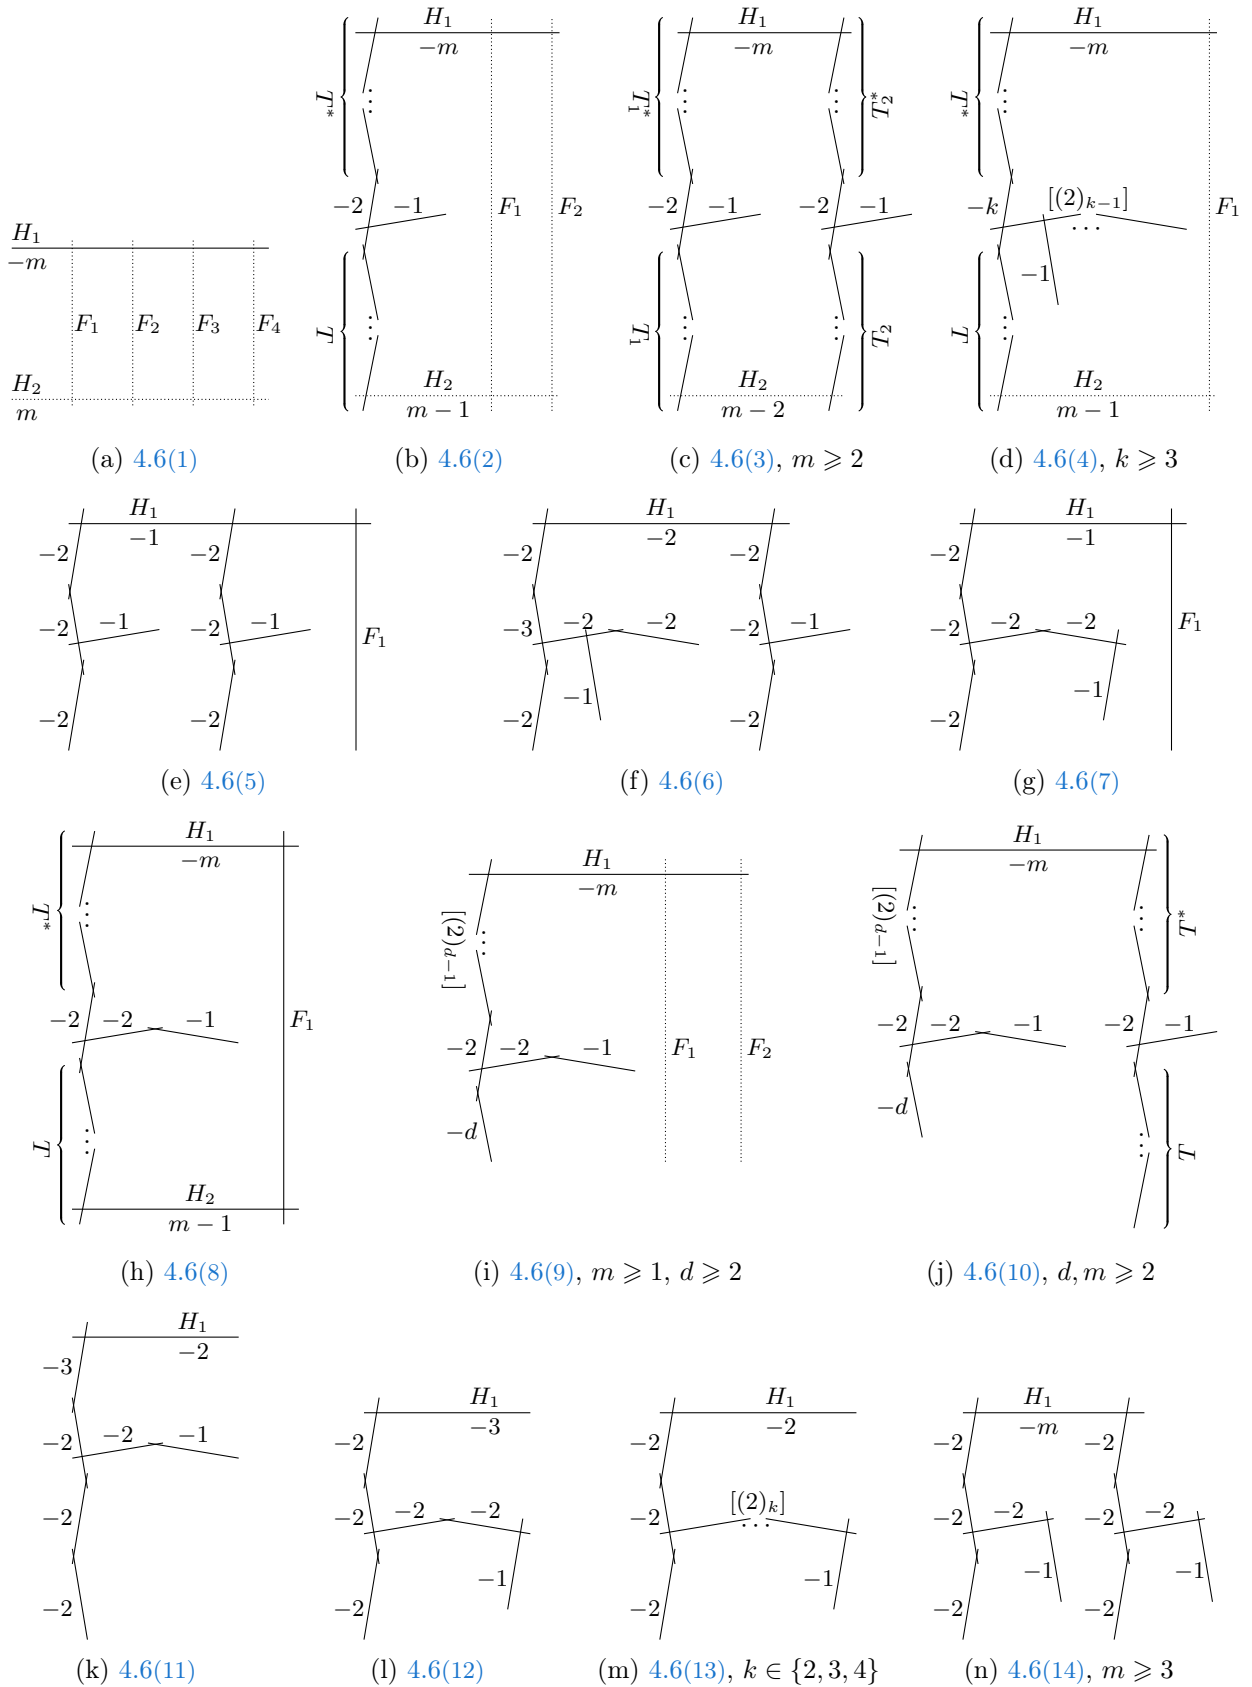 H₁
−m
H₂
m
F₁
F₂
F₃
F₄
(a) 4.6(1)
T*
H₁
−m
−2
−1
T
H₂
m − 1
F₁
F₂
(b) 4.6(2)
T₁*
H₁
−m
T₂*
−2
−1
−2
−1
T₁
H₂
m − 2
T₂
(c) 4.6(3), m ⩾ 2
T*
H₁
−m
−k
[(2)ₖ₋₁]
...
−1
T
H₂
m − 1
F₁
(d) 4.6(4), k ⩾ 3
H₁
−1
−2
−2
−2
−1
−2
−1
−2
−2
F₁
(e) 4.6(5)
H₁
−2
−2
−2
−3
−2
−2
−2
−1
−1
−2
−2
(f) 4.6(6)
H₁
−1
−2
−2
−2
−2
−1
−2
F₁
(g) 4.6(7)
T*
H₁
−m
−2
−2
−1
T
H₂
m − 1
F₁
(h) 4.6(8)
H₁
−m
[(2)_{d−1}]
−2
−2
−1
−d
F₁
F₂
(i) 4.6(9), m ⩾ 1, d ⩾ 2
H₁
−m
[(2)_{d−1}]
T*
−2
−2
−1
−2
−1
−d
T
(j) 4.6(10), d, m ⩾ 2
H₁
−2
−3
−2
−2
−1
−2
−2
(k) 4.6(11)
H₁
−3
−2
−2
−2
−2
−1
−2
(l) 4.6(12)
H₁
−2
−2
−2
[(2)ₖ]
...
−1
−2
(m) 4.6(13), k ∈ {2, 3, 4}
H₁
−m
−2
−2
−2
−2
−2
−2
−1
−1
−2
−2
(n) 4.6(14), m ⩾ 3